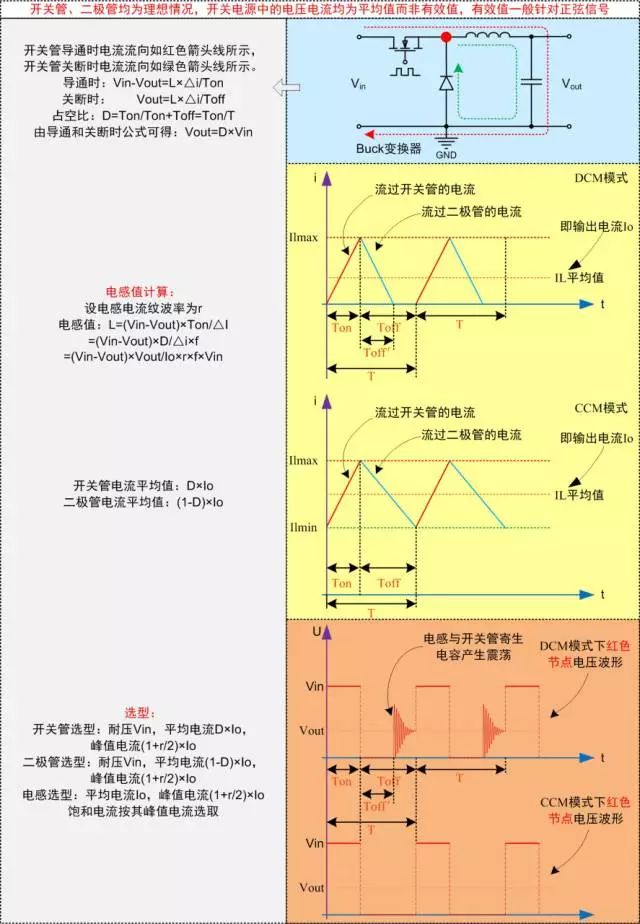 开关管、二极管均为理想情况，开关电源中的电压电流均为平均值而非有效值，有效值一般针对正弦信号
开关管导通时电流流向如红色箭头线所示，
开关管关断时电流流向如绿色箭头线所示。
导通时：Vin-Vout=L×△i/Ton
关断时： Vout=L×△i/Toff
占空比：D=Ton/Ton+Toff=Ton/T
由导通和关断时公式可得：Vout=D×Vin
Vin
Vout
Buck变换器
GND
i
DCM模式
流过开关管的电流
流过二极管的电流
即输出电流Io
Ilmax
IL平均值
t
Ton
Toff
T
Toff'
T
电感值计算：
设电感电流纹波率为r
电感值：L=(Vin-Vout)×Ton/△I
=(Vin-Vout)×D/△i×f
=(Vin-Vout)×Vout/Io×r×f×Vin
i
CCM模式
流过开关管的电流
流过二极管的电流
即输出电流Io
Ilmax
IL平均值
Ilmin
Ton
Toff
T
t
开关管电流平均值：D×Io
二极管电流平均值：(1-D)×Io
U
电感与开关管寄生
电容产生震荡
DCM模式下红色
节点电压波形
Vin
Vout
t
Ton
Toff
T
Toff'
T
选型：
开关管选型：耐压Vin，平均电流D×Io，
峰值电流(1+r/2)×Io
二极管选型：耐压Vin，平均电流(1-D)×Io，
峰值电流(1+r/2)×Io
电感选型：平均电流Io，峰值电流(1+r/2)×Io
饱和电流按其峰值电流选取
CCM模式下红色
节点电压波形
Vin
Vout
t